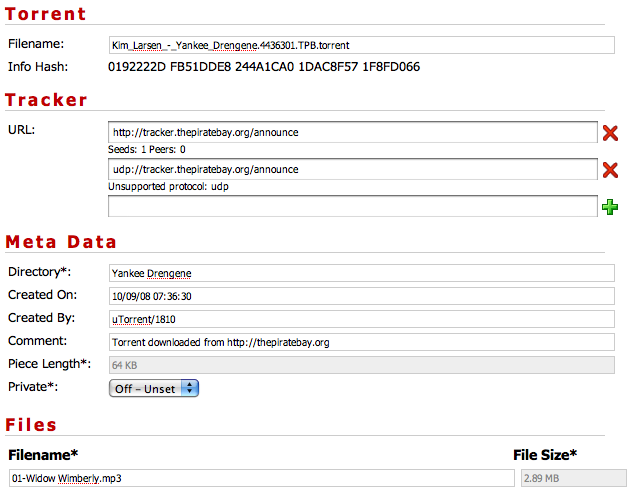 Torrent
Filename: Kim_Larsen_-_Yankee_Drengene.4436301.TPB.torrent
Info Hash: 0192222D FB51DDE8 244A1CA0 1DAC8F57 1F8FD066
Tracker
URL: http://tracker.thepiratebay.org/announce
Seeds: 1 Peers: 0
udp://tracker.thepiratebay.org/announce
Unsupported protocol: udp
Meta Data
Directory*: Yankee Drengene
Created On: 10/09/08 07:36:30
Created By: uTorrent/1810
Comment: Torrent downloaded from http://thepiratebay.org
Piece Length*: 64 KB
Private*: Off – Unset
Files
Filename* File Size*
01-Widow Wimberly.mp3 2.89 MB